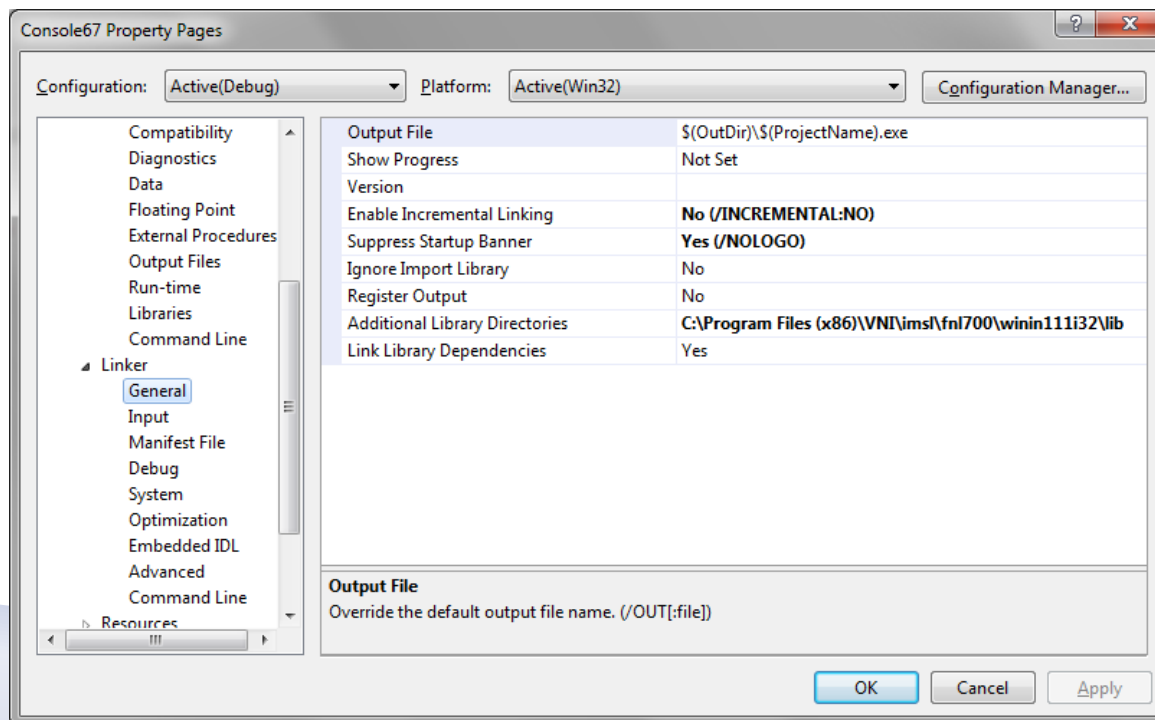 Console67 Property Pages
Configuration: Active(Debug) Platform: Active(Win32) Configuration Manager...
Compatibility
Diagnostics
Data
Floating Point
External Procedures
Output Files
Run-time
Libraries
Command Line
Linker
General
Input
Manifest File
Debug
System
Optimization
Embedded IDL
Advanced
Command Line
Resources
Output File $(OutDir)\$(ProjectName).exe
Show Progress Not Set
Version
Enable Incremental Linking No (/INCREMENTAL:NO)
Suppress Startup Banner Yes (/NOLOGO)
Ignore Import Library No
Register Output No
Additional Library Directories C:\Program Files (x86)\VNI\imsl\fnl700\winin111i32\lib
Link Library Dependencies Yes
Output File
Override the default output file name. (/OUT[:file])
OK Cancel Apply